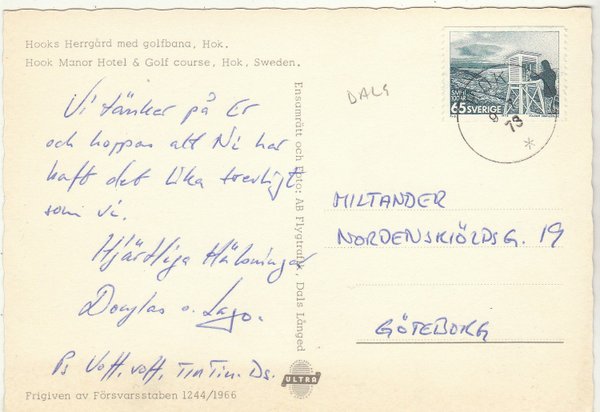 Hooks Herrgård med golfbana, Hok.
Hook Manor Hotel & Golf course, Hok, Sweden.
Vi tänker på Er
och hoppas att Ni har
haft det lika trevligt
som vi.
Hjärtliga Hälsningar
Douglas o. Lago.
Ps Voff, voff, TinTin. Ds.
Frigiven av Försvarsstaben 1244/1966
Ensamrätt och foto: AB Flygtrafik, Dals Långed
ULTRA
DALS
65 SVERIGE
MILTANDER
NORDENSKIÖLDSG. 19
GÖTEBORG